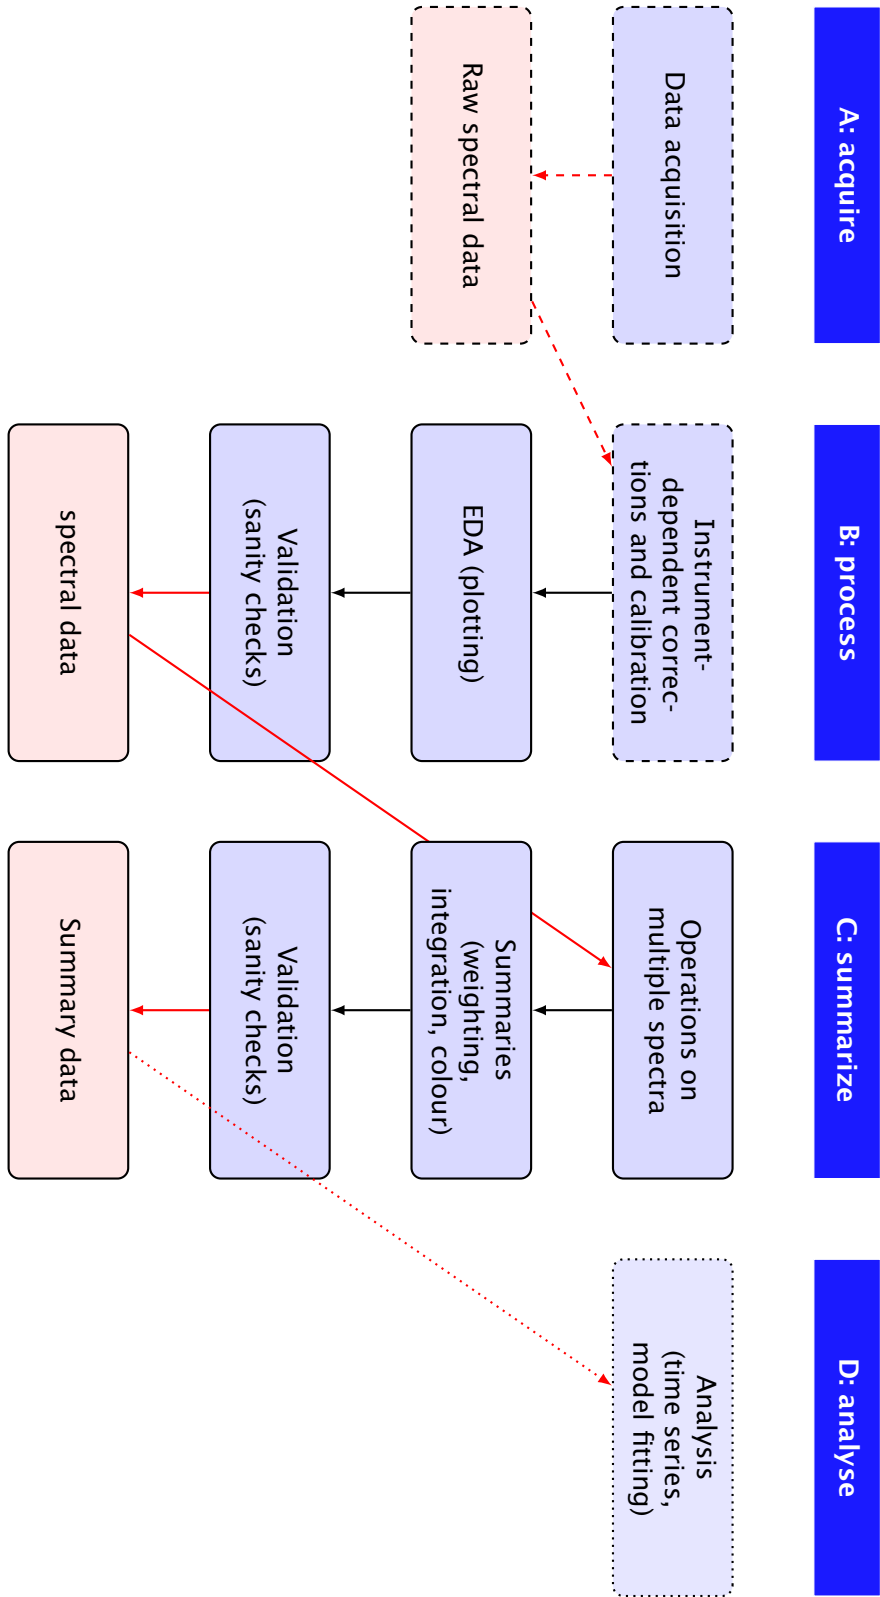 A: acquire
Data acquisition
Raw spectral data
B: process
Instrument-
dependent correc-
tions and calibration
EDA (plotting)
Validation
(sanity checks)
spectral data
C: summarize
Operations on
multiple spectra
Summaries
(weighting,
integration, colour)
Validation
(sanity checks)
Summary data
D: analyse
Analysis
(time series,
model fitting)